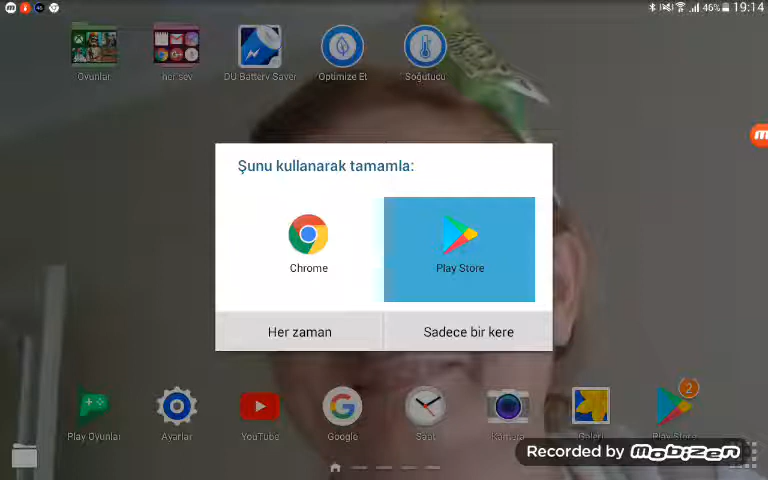 46% 19:14
Oyunlar
her şey
DU Battery Saver
Optimize Et
Soğutucu
Şunu kullanarak tamamla:
Chrome
Play Store
Her zaman
Sadece bir kere
2
Play Oyunlar
Ayarlar
YouTube
Google
Saat
Kamera
Galeri
Play Store
Recorded by Mobizen